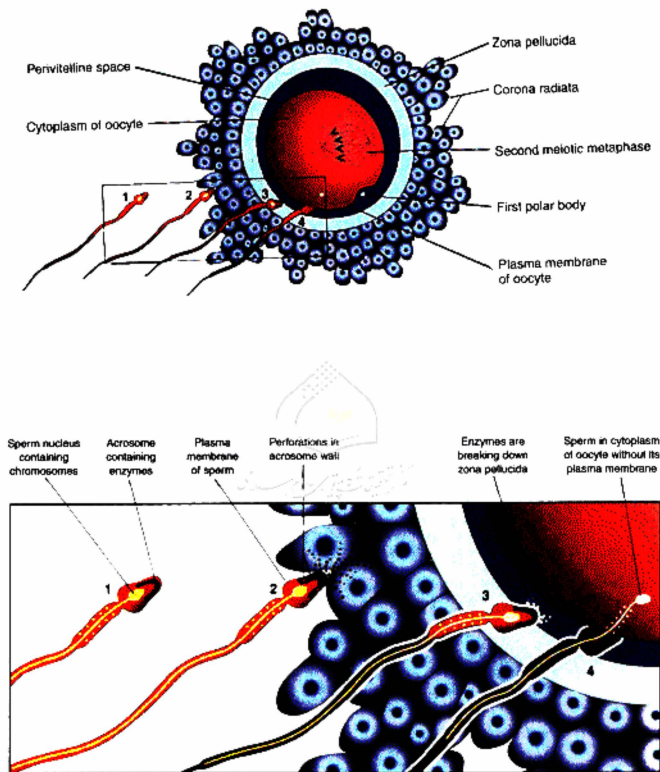 Zona pellucida
Perivitelline space
Corona radiata
Cytoplasm of oocyte
Second meiotic metaphase
1
2
3
4
First polar body
Plasma membrane
of oocyte
Sperm nucleus
containing
chromosomes
Acrosome
containing
enzymes
Plasma
membrane
of sperm
Perforations in
acrosome wall
Enzymes are
breaking down
zona pellucida
Sperm in cytoplasm
of oocyte without its
plasma membrane
1
2
3
4